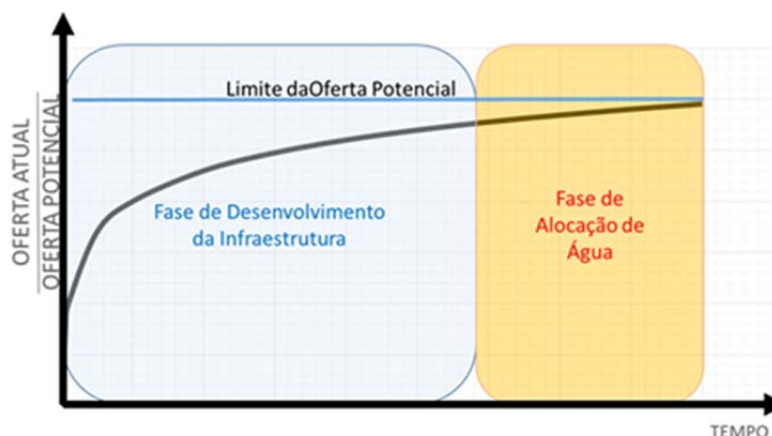 Limite daOferta Potencial
OFERTA ATUAL
OFERTA POTENCIAL
Fase de Desenvolvimento
da Infraestrutura
Fase de
Alocação de
Água
TEMPO